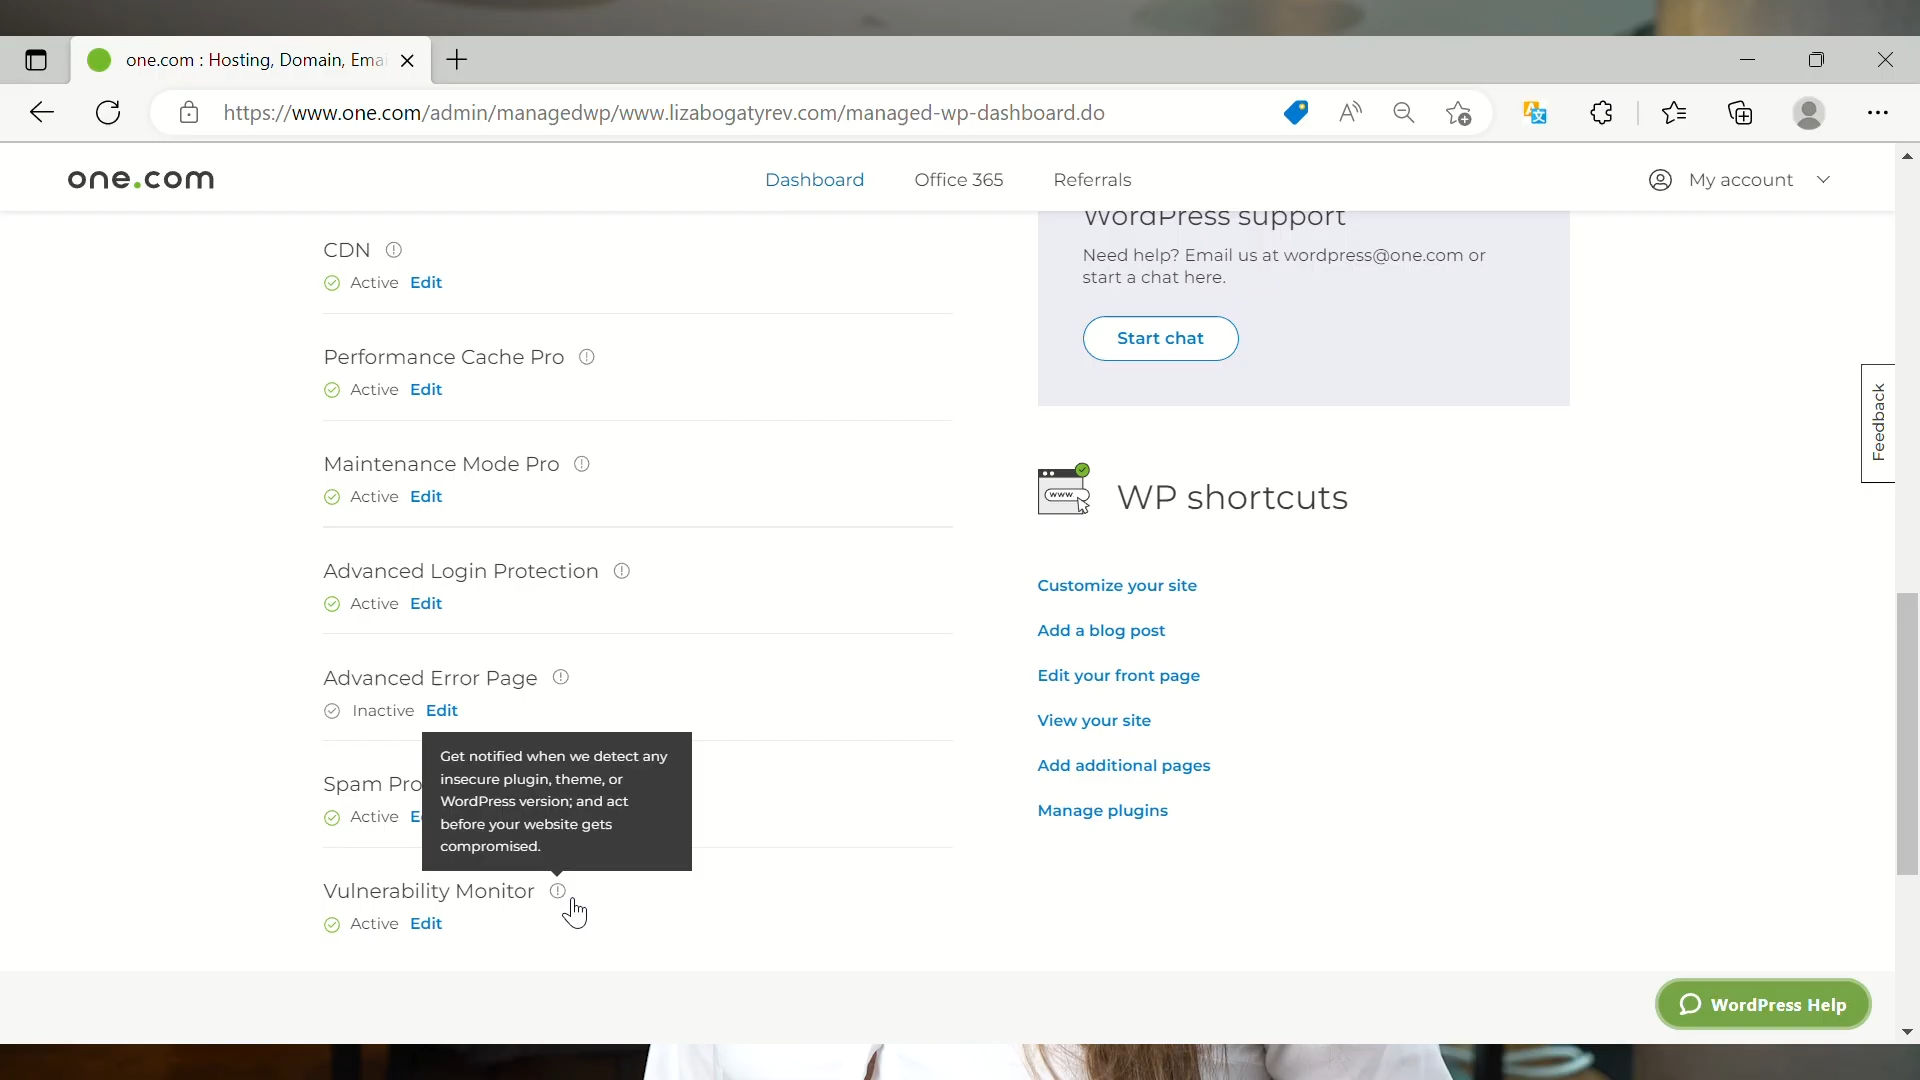 one.com : Hosting, Domain, Emai
https://www.one.com/admin/managedwp/www.lizabogatyrev.com/managed-wp-dashboard.do
one.com
Dashboard
Office 365
Referrals
My account
CDN
Active Edit
Performance Cache Pro
Active Edit
Maintenance Mode Pro
Active Edit
Advanced Login Protection
Active Edit
Advanced Error Page
Inactive Edit
Get notified when we detect any
insecure plugin, theme, or
WordPress version; and act
before your website gets
compromised.
Spam Pro
Active E
Vulnerability Monitor
Active Edit
WordPress support
Need help? Email us at wordpress@one.com or
start a chat here.
Start chat
www
WP shortcuts
Customize your site
Add a blog post
Edit your front page
View your site
Add additional pages
Manage plugins
Feedback
WordPress Help